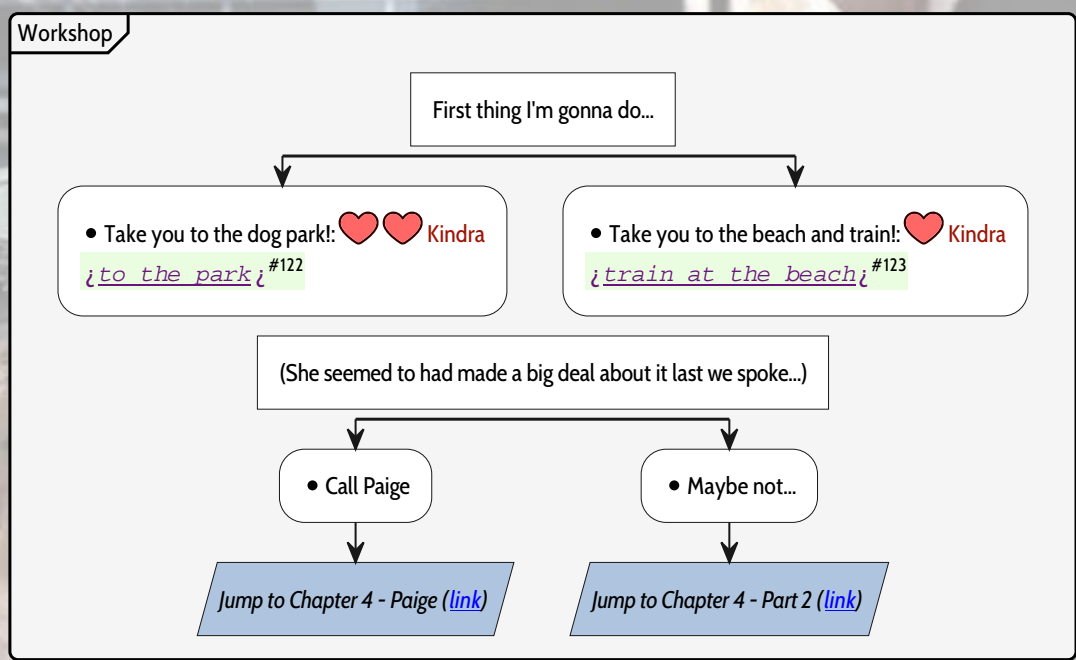 Workshop
First thing I'm gonna do...
• Take you to the dog park!: Kindra
¿to the park¿#122
• Take you to the beach and train!: Kindra
¿train at the beach¿#123
(She seemed to had made a big deal about it last we spoke...)
• Call Paige
• Maybe not...
Jump to Chapter 4 - Paige (link)
Jump to Chapter 4 - Part 2 (link)